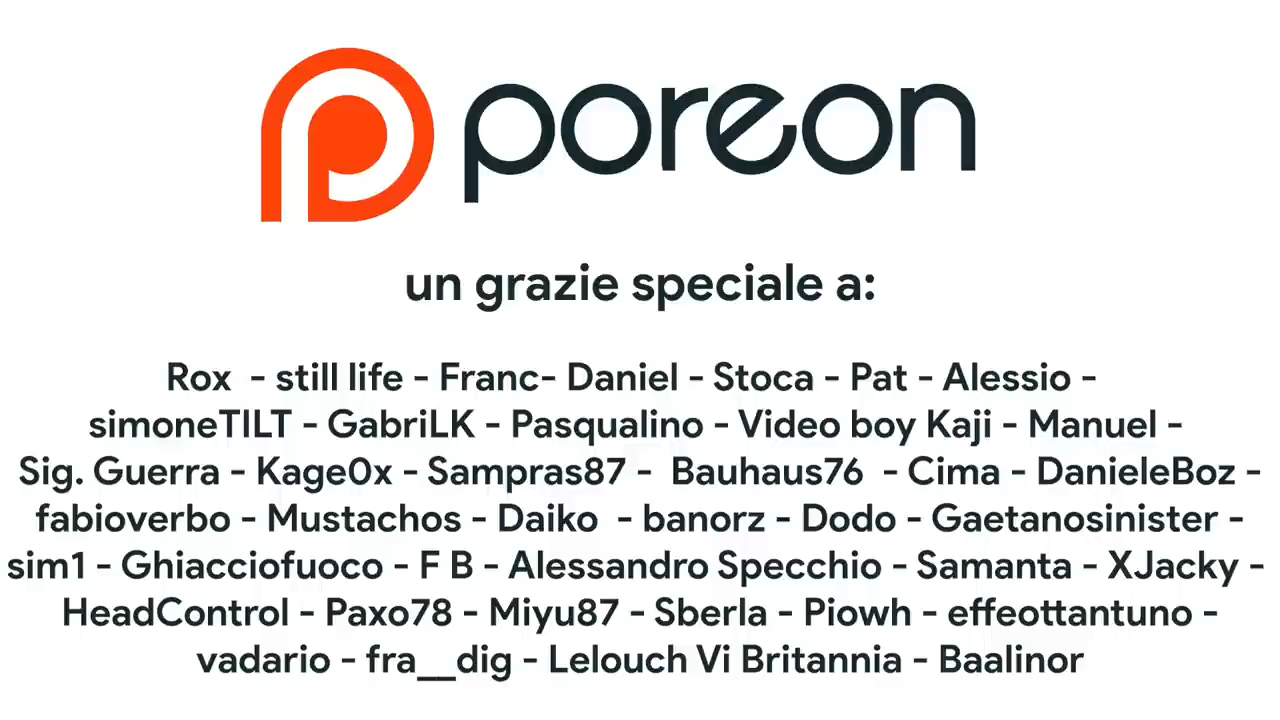 poreon
un grazie speciale a:
Rox - still life - Franc- Daniel - Stoca - Pat - Alessio -
simoneTILT - GabriLK - Pasqualino - Video boy Kaji - Manuel -
Sig. Guerra - Kage0x - Sampras87 - Bauhaus76 - Cima - DanieleBoz -
fabioverbo - Mustachos - Daiko - banorz - Dodo - Gaetanosinister -
sim1 - Ghiacciofuoco - F B - Alessandro Specchio - Samanta - XJacky -
HeadControl - Paxo78 - Miyu87 - Sberla - Piowh - effeottantuno -
vadario - fra__dig - Lelouch Vi Britannia - Baalinor